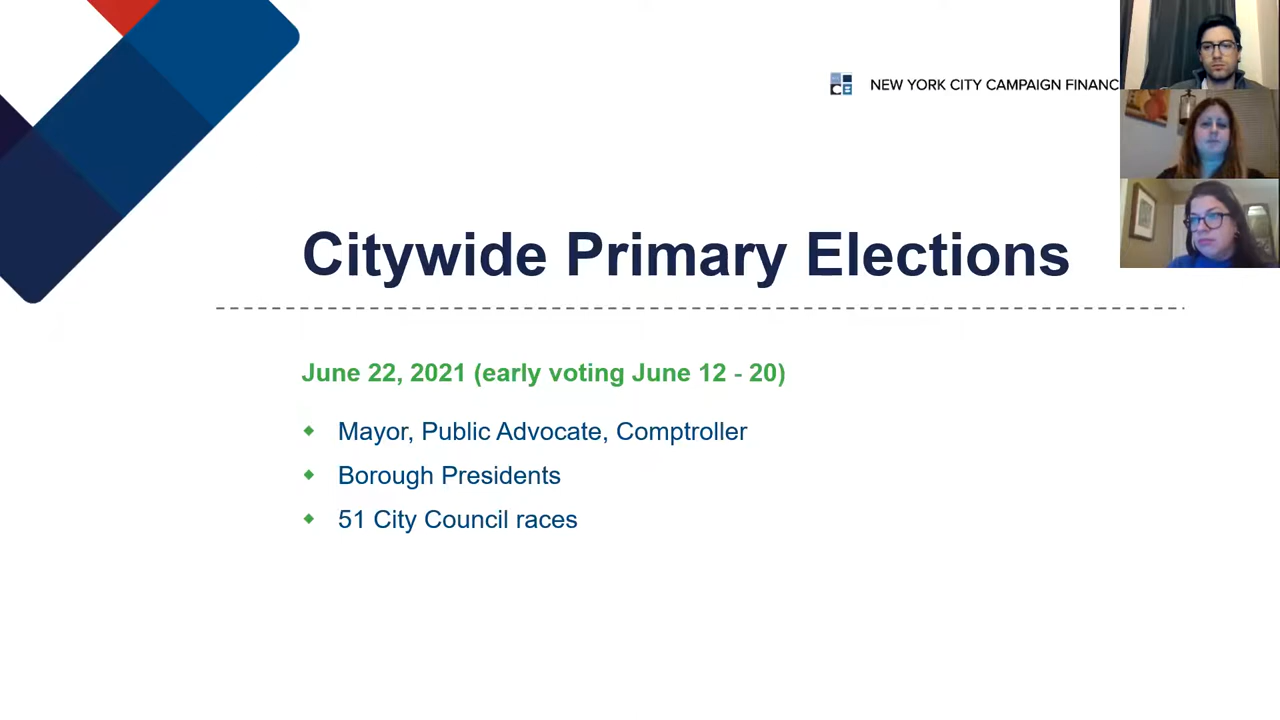 NEW YORK CITY CAMPAIGN FINANC
Citywide Primary Elections
June 22, 2021 (early voting June 12 - 20)
Mayor, Public Advocate, Comptroller
Borough Presidents
51 City Council races